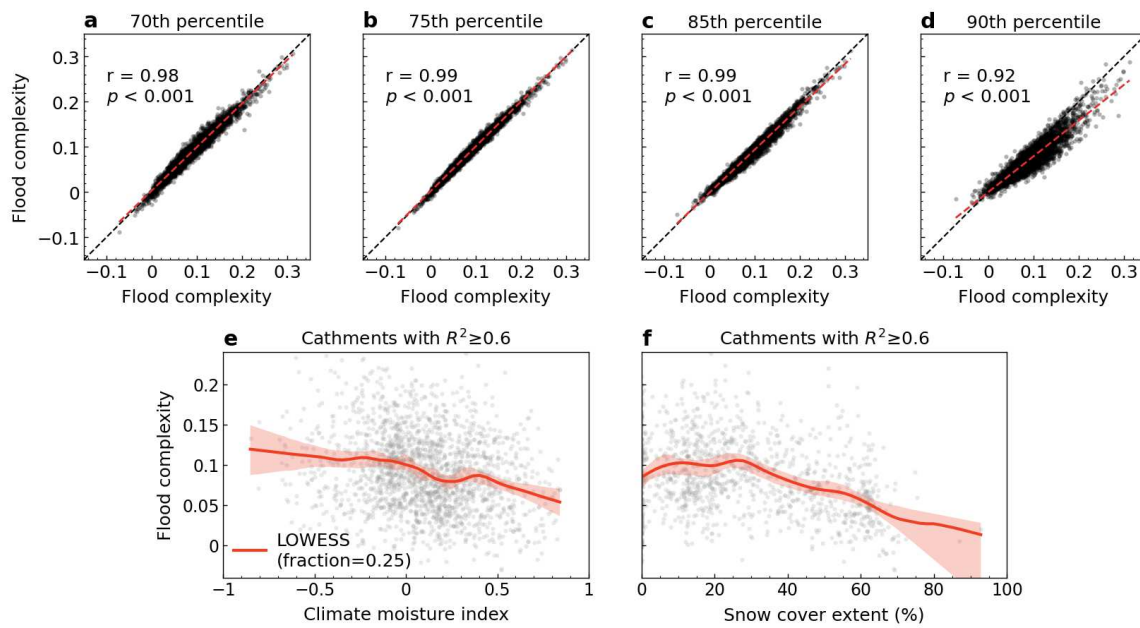 a 70th percentile
b 75th percentile
c 85th percentile
d 90th percentile
r = 0.98
p < 0.001
r = 0.99
p < 0.001
r = 0.99
p < 0.001
r = 0.92
p < 0.001
Flood complexity
0.3
0.2
0.1
0
−0.1
−0.1 0 0.1 0.2 0.3
−0.1 0 0.1 0.2 0.3
−0.1 0 0.1 0.2 0.3
−0.1 0 0.1 0.2 0.3
Flood complexity
Flood complexity
Flood complexity
Flood complexity
e Cathments with R²≥0.6
f Cathments with R²≥0.6
Flood complexity
0.2
0.15
0.1
0.05
0
LOWESS
(fraction=0.25)
−1 −0.5 0 0.5 1
0 20 40 60 80 100
Climate moisture index
Snow cover extent (%)